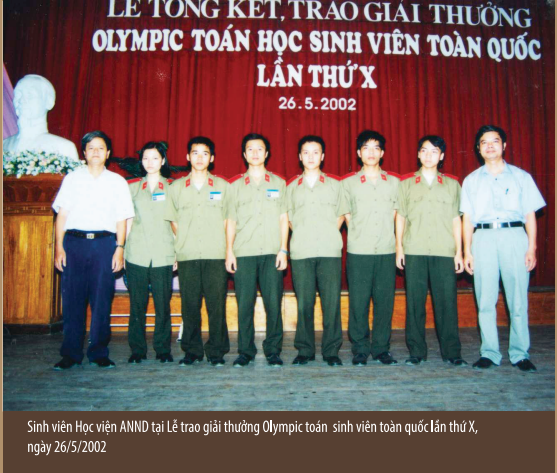 LỄ TỔNG KẾT, TRAO GIẢI THƯỞNG
OLYMPIC TOÁN HỌC SINH VIÊN TOÀN QUỐC
LẦN THỨ X
26.5.2002
Sinh viên Học viện ANND tại Lễ trao giải thưởng Olympic toán sinh viên toàn quốc lần thứ X,
ngày 26/5/2002